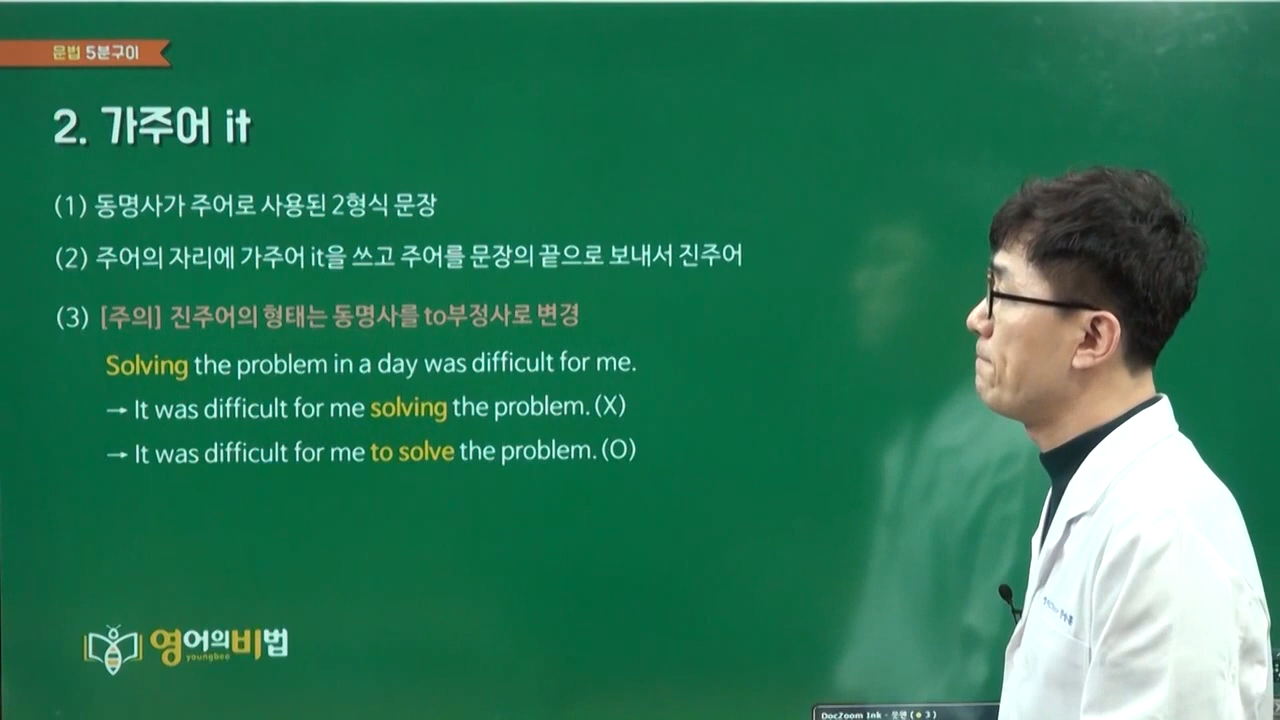 문법 5분구이
2. 가주어 it
(1) 동명사가 주어로 사용된 2형식 문장
(2) 주어의 자리에 가주어 it을 쓰고 주어를 문장의 끝으로 보내서 진주어
(3) [주의] 진주어의 형태는 동명사를 to부정사로 변경
Solving the problem in a day was difficult for me.
→ It was difficult for me solving the problem. (X)
→ It was difficult for me to solve the problem. (O)
영어의비법
youngbee
DocZoom Ink - 롯맨 ( 3 )